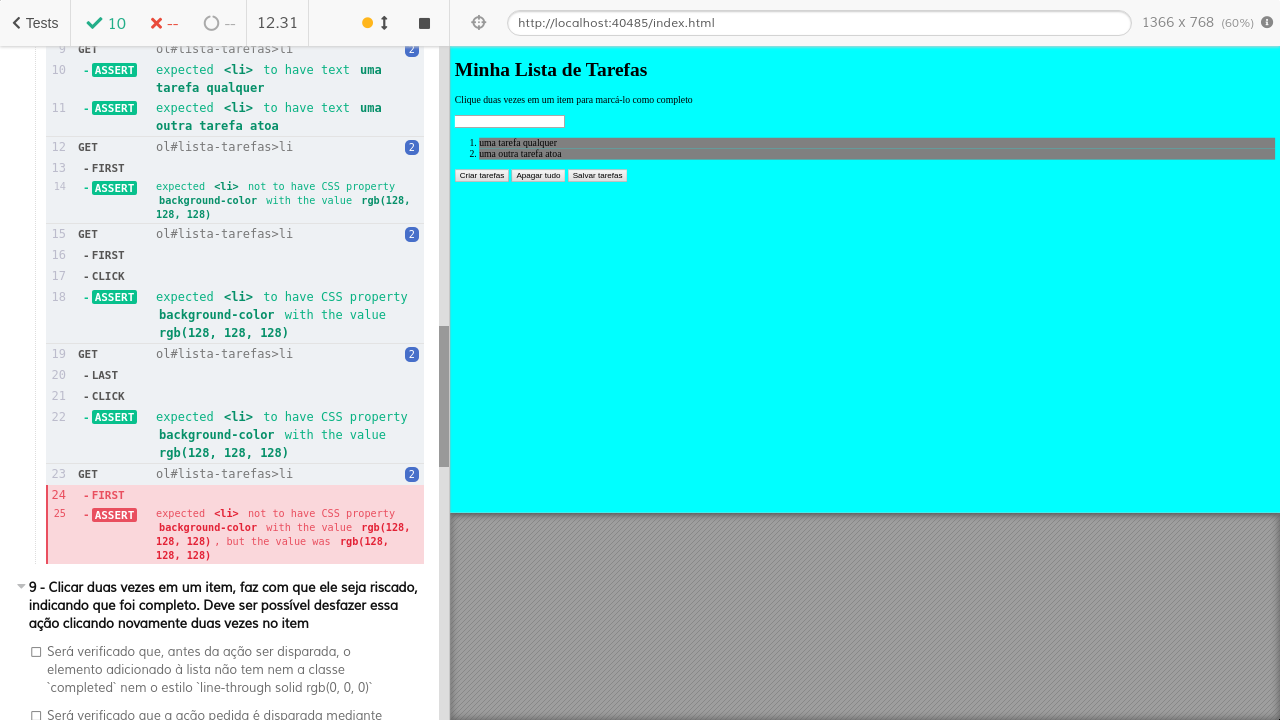 Tests
10
--
--
12.31
http://localhost:40485/index.html
1366 x 768 (60%)
9 GET ol#lista-tarefas>li 2
10 -ASSERT expected <li> to have text uma
tarefa qualquer
11 -ASSERT expected <li> to have text uma
outra tarefa atoa
12 GET ol#lista-tarefas>li 2
13 -FIRST
14 -ASSERT expected <li> not to have CSS property
background-color with the value rgb(128,
128, 128)
15 GET ol#lista-tarefas>li 2
16 -FIRST
17 -CLICK
18 -ASSERT expected <li> to have CSS property
background-color with the value
rgb(128, 128, 128)
19 GET ol#lista-tarefas>li 2
20 -LAST
21 -CLICK
22 -ASSERT expected <li> to have CSS property
background-color with the value
rgb(128, 128, 128)
23 GET ol#lista-tarefas>li 2
24 -FIRST
25 -ASSERT expected <li> not to have CSS property
background-color with the value rgb(128,
128, 128), but the value was rgb(128,
128, 128)
9 - Clicar duas vezes em um item, faz com que ele seja riscado,
indicando que foi completo. Deve ser possível desfazer essa
ação clicando novamente duas vezes no item
Será verificado que, antes da ação ser disparada, o
elemento adicionado à lista não tem nem a classe
`completed` nem o estilo `line-through solid rgb(0, 0, 0)`
Será verificado que a ação pedida é disparada mediante
Minha Lista de Tarefas
Clique duas vezes em um item para marcá-lo como completo
1. uma tarefa qualquer
2. uma outra tarefa atoa
Criar tarefas Apagar tudo Salvar tarefas